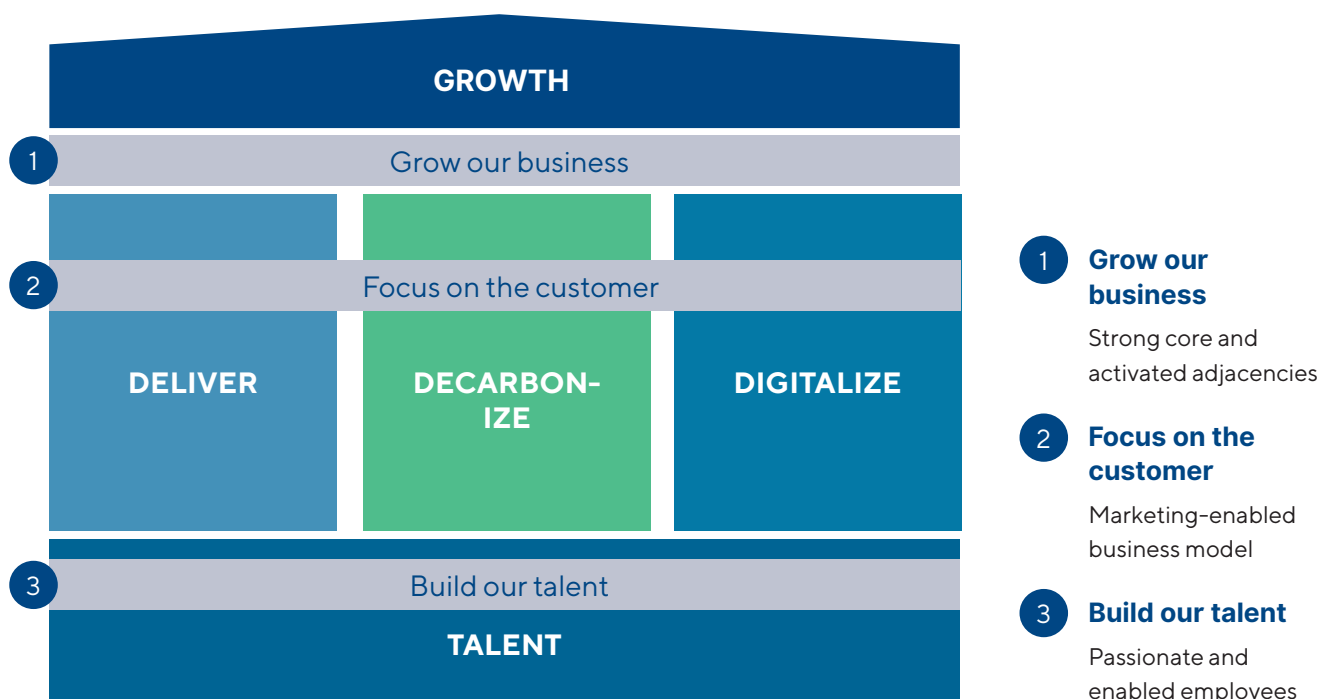 GROWTH
1
Grow our business
2
Focus on the customer
DELIVER
DECARBON-
IZE
DIGITALIZE
3
Build our talent
TALENT
1
Grow our
business
Strong core and
activated adjacencies
2
Focus on the
customer
Marketing-enabled
business model
3
Build our talent
Passionate and
enabled employees